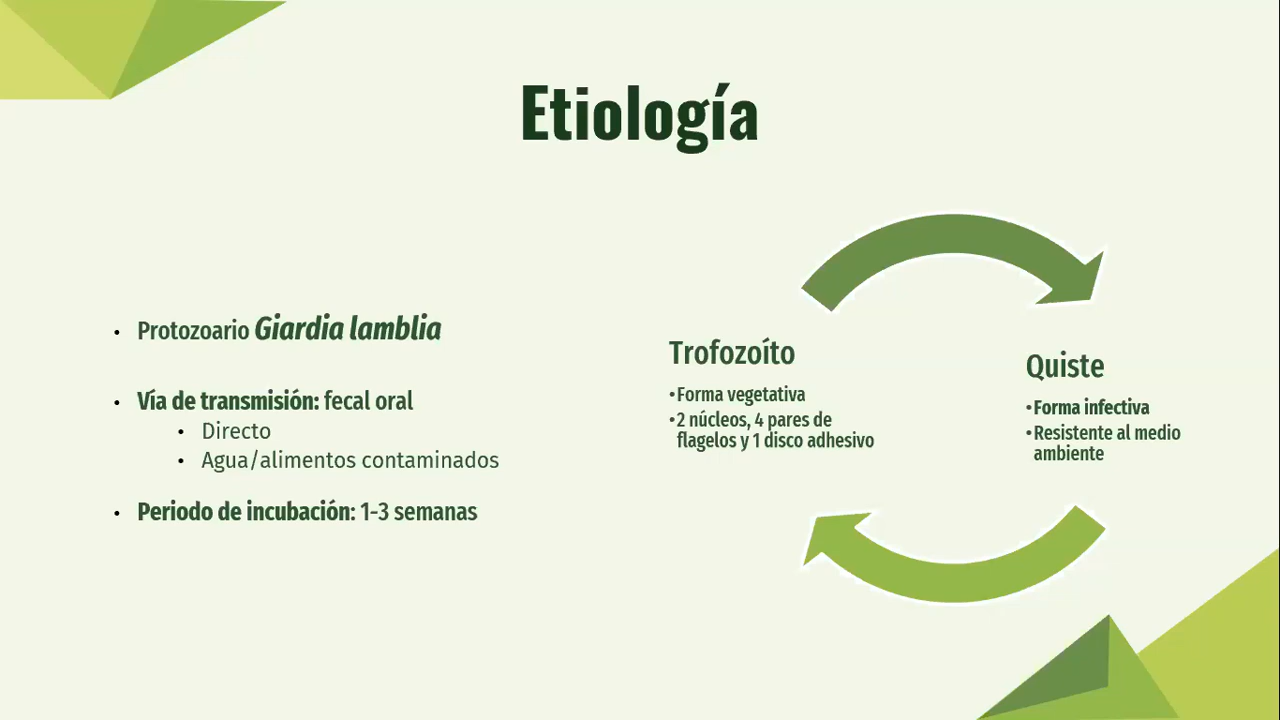 Etiología
• Protozoario Giardia lamblia
• Vía de transmisión: fecal oral
• Directo
• Agua/alimentos contaminados
• Periodo de incubación: 1-3 semanas
Trofozoíto
•Forma vegetativa
•2 núcleos, 4 pares de
flagelos y 1 disco adhesivo
Quiste
•Forma infectiva
•Resistente al medio
ambiente